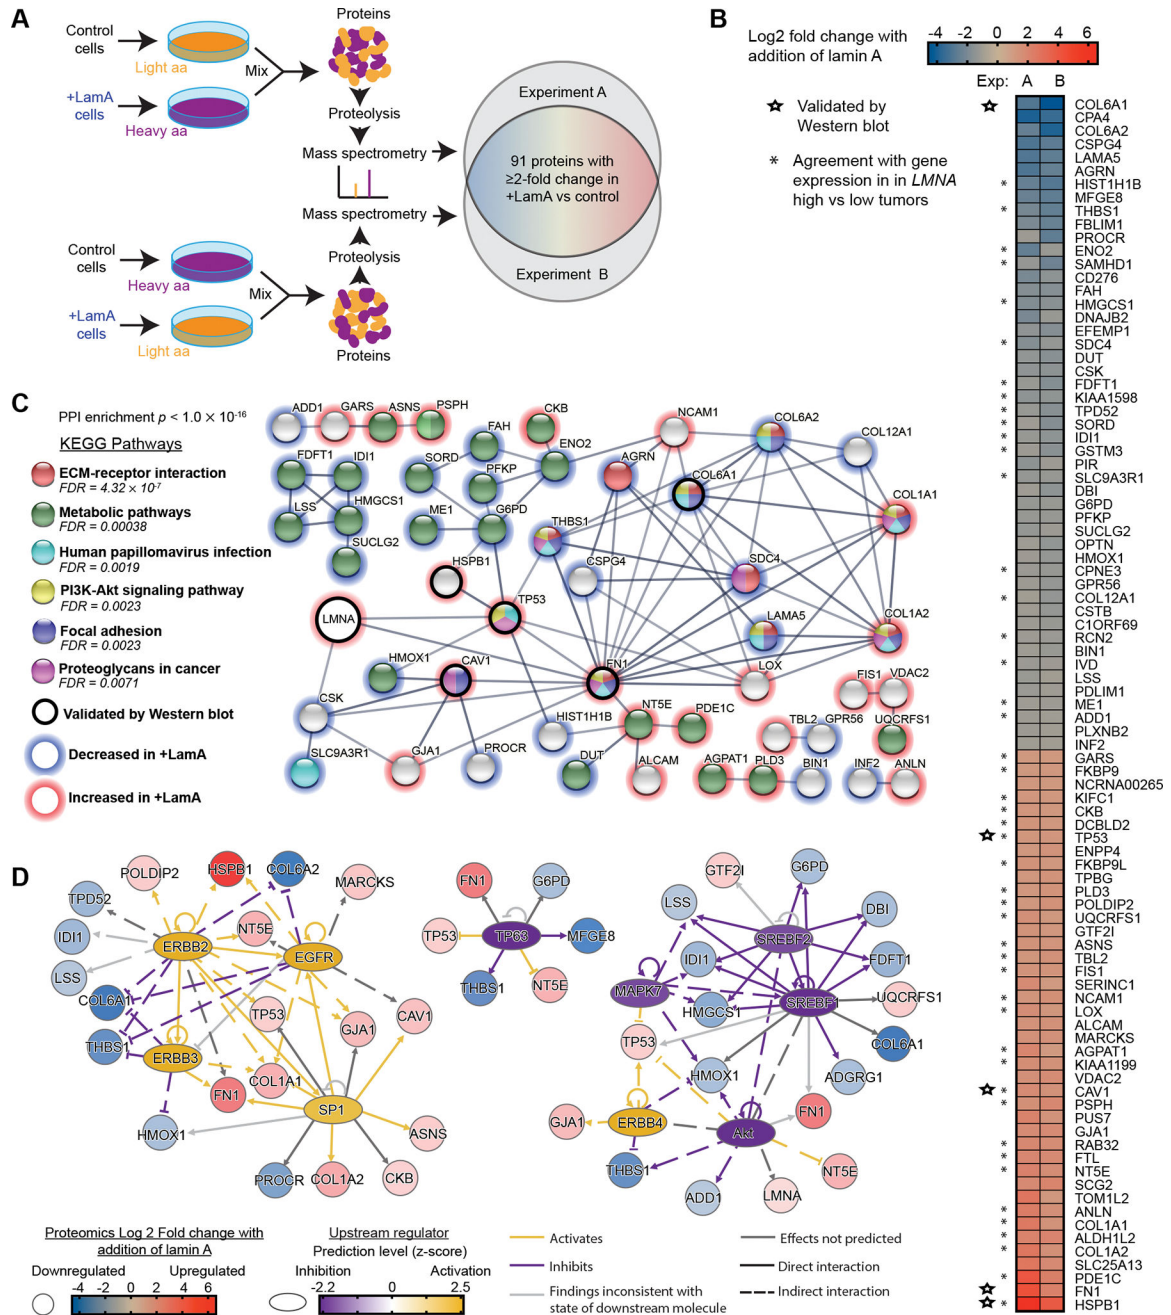 A
Control
cells
Light aa
+LamA
cells
Heavy aa
Mix
Proteins
Proteolysis
Mass spectrometry
Mass spectrometry
Proteolysis
Control
cells
Heavy aa
Mix
+LamA
cells
Light aa
Proteins
Experiment A
91 proteins with
≥2-fold change in
+LamA vs control
Experiment B
B
Log2 fold change with
addition of lamin A
-4 -2 0 2 4 6
Exp: A B
Validated by
Western blot
* Agreement with gene
expression in in LMNA
high vs low tumors
COL6A1
CPA4
COL6A2
CSPG4
LAMA5
AGRN
* HIST1H1B
MFGE8
* THBS1
FBLIM1
PROCR
* ENO2
* SAMHD1
CD276
FAH
* HMGCS1
DNAJB2
EFEMP1
* SDC4
DUT
CSK
* FDFT1
* KIAA1598
* TPD52
* SORD
* IDI1
* GSTM3
PIR
* SLC9A3R1
DBI
G6PD
PFKP
SUCLG2
OPTN
HMOX1
* CPNE3
GPR56
* COL12A1
CSTB
C1ORF69
* RCN2
BIN1
* IVD
LSS
PDLIM1
* ME1
* ADD1
PLXNB2
INF2
* GARS
* FKBP9
NCRNA00265
* KIFC1
* CKB
* DCBLD2
* TP53
ENPP4
* FKBP9L
TPBG
* PLD3
* POLDIP2
* UQCRFS1
GTF2I
* ASNS
* TBL2
* FIS1
SERINC1
* NCAM1
* LOX
ALCAM
MARCKS
* AGPAT1
* KIAA1199
VDAC2
* CAV1
* PSPH
PUS7
GJA1
* RAB32
* FTL
* NT5E
SCG2
TOM1L2
* ANLN
* COL1A1
* ALDH1L2
* COL1A2
SLC25A13
* PDE1C
FN1
* HSPB1
C
PPI enrichment p < 1.0 × 10-16
KEGG Pathways
ECM-receptor interaction
FDR = 4.32 × 10-7
Metabolic pathways
FDR = 0.00038
Human papillomavirus infection
FDR = 0.0019
PI3K-Akt signaling pathway
FDR = 0.0023
Focal adhesion
FDR = 0.0023
Proteoglycans in cancer
FDR = 0.0071
Validated by Western blot
Decreased in +LamA
Increased in +LamA
ADD1
GARS
ASNS
PSPH
CKB
NCAM1
COL6A2
COL12A1
FAH
ENO2
FDFT1
IDI1
SORD
PFKP
AGRN
COL6A1
COL1A1
LSS
HMGCS1
ME1
G6PD
THBS1
SUCLG2
CSPG4
SDC4
HSPB1
TP53
LMNA
LAMA5
COL1A2
HMOX1
CAV1
FN1
LOX
FIS1
VDAC2
CSK
HIST1H1B
NT5E
PDE1C
TBL2
GPR56
UQCRFS1
SLC9A3R1
GJA1
PROCR
DUT
ALCAM
AGPAT1
PLD3
BIN1
INF2
ANLN
D
POLDIP2
HSPB1
COL6A2
MARCKS
TPD52
IDI1
ERBB2
NT5E
EGFR
LSS
COL6A1
TP53
GJA1
CAV1
THBS1
ERBB3
COL1A1
FN1
SP1
HMOX1
ASNS
PROCR
COL1A2
CKB
FN1
G6PD
TP53
TP63
MFGE8
THBS1
NT5E
GTF2I
G6PD
LSS
DBI
SREBF2
IDI1
FDFT1
MAPK7
SREBF1
UQCRFS1
HMGCS1
TP53
COL6A1
HMOX1
ADGRG1
GJA1
ERBB4
Akt
FN1
THBS1
NT5E
ADD1
LMNA
Proteomics Log 2 Fold change with
addition of lamin A
Downregulated Upregulated
-4 -2 0 2 4 6
Upstream regulator
Prediction level (z-score)
Inhibition Activation
-2.2 0 2.5
Activates
Inhibits
Findings inconsistent with
state of downstream molecule
Effects not predicted
Direct interaction
Indirect interaction